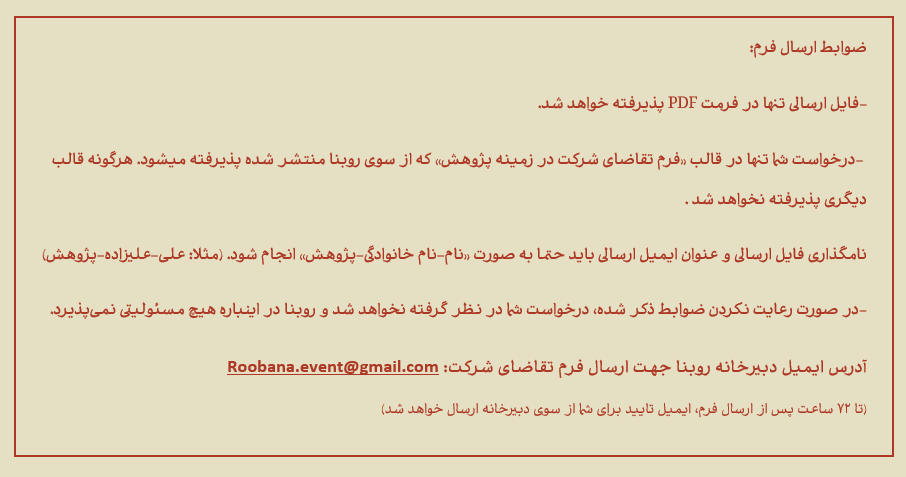 ضوابط ارسال فرم:
-فایل ارسالی تنها در فرمت PDF پذیرفته خواهد شد.
-درخواست شما تنها در قالب «فرم تقاضای شرکت در زمینه پژوهش» که از سوی روبنا منتشر شده پذیرفته میشود. هرگونه قالب
دیگری پذیرفته نخواهد شد .
نامگذاری فایل ارسالی و عنوان ایمیل ارسالی باید حتما به صورت «نام-نام خانوادگی-پژوهش» انجام شود. (مثلا: علی-علیزاده-پژوهش)
-در صورت رعایت نکردن ضوابط ذکر شده، درخواست شما در نظر گرفته نخواهد شد و روبنا در اینباره هیچ مسئولیتی نمی‌پذیرد.
آدرس ایمیل دبیرخانه روبنا جهت ارسال فرم تقاضای شرکت: Roobana.event@gmail.com
(تا ۷۲ ساعت پس از ارسال فرم، ایمیل تایید برای شما از سوی دبیرخانه ارسال خواهد شد)